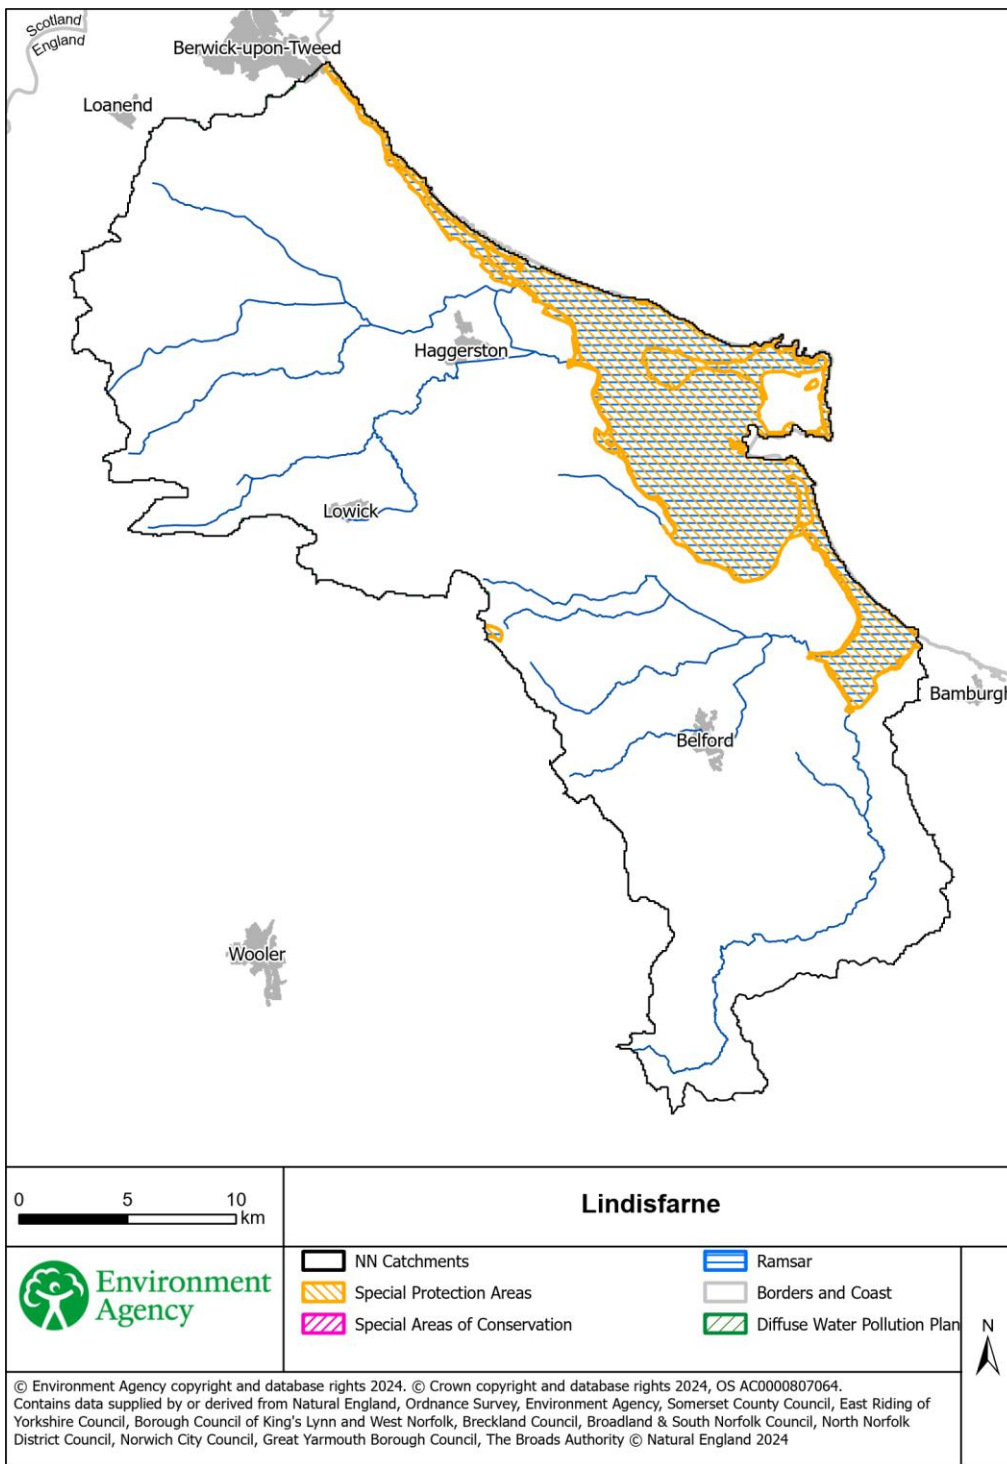 Scotland
England
Berwick-upon-Tweed
Loanend
Haggerston
Lowick
Bamburgh
Belford
Wooler
0 5 10
km
Lindisfarne
Environment
Agency
NN Catchments
Special Protection Areas
Special Areas of Conservation
Ramsar
Borders and Coast
Diffuse Water Pollution Plan
N
© Environment Agency copyright and database rights 2024. © Crown copyright and database rights 2024, OS AC0000807064.
Contains data supplied by or derived from Natural England, Ordnance Survey, Environment Agency, Somerset County Council, East Riding of
Yorkshire Council, Borough Council of King's Lynn and West Norfolk, Breckland Council, Broadland & South Norfolk Council, North Norfolk
District Council, Norwich City Council, Great Yarmouth Borough Council, The Broads Authority © Natural England 2024